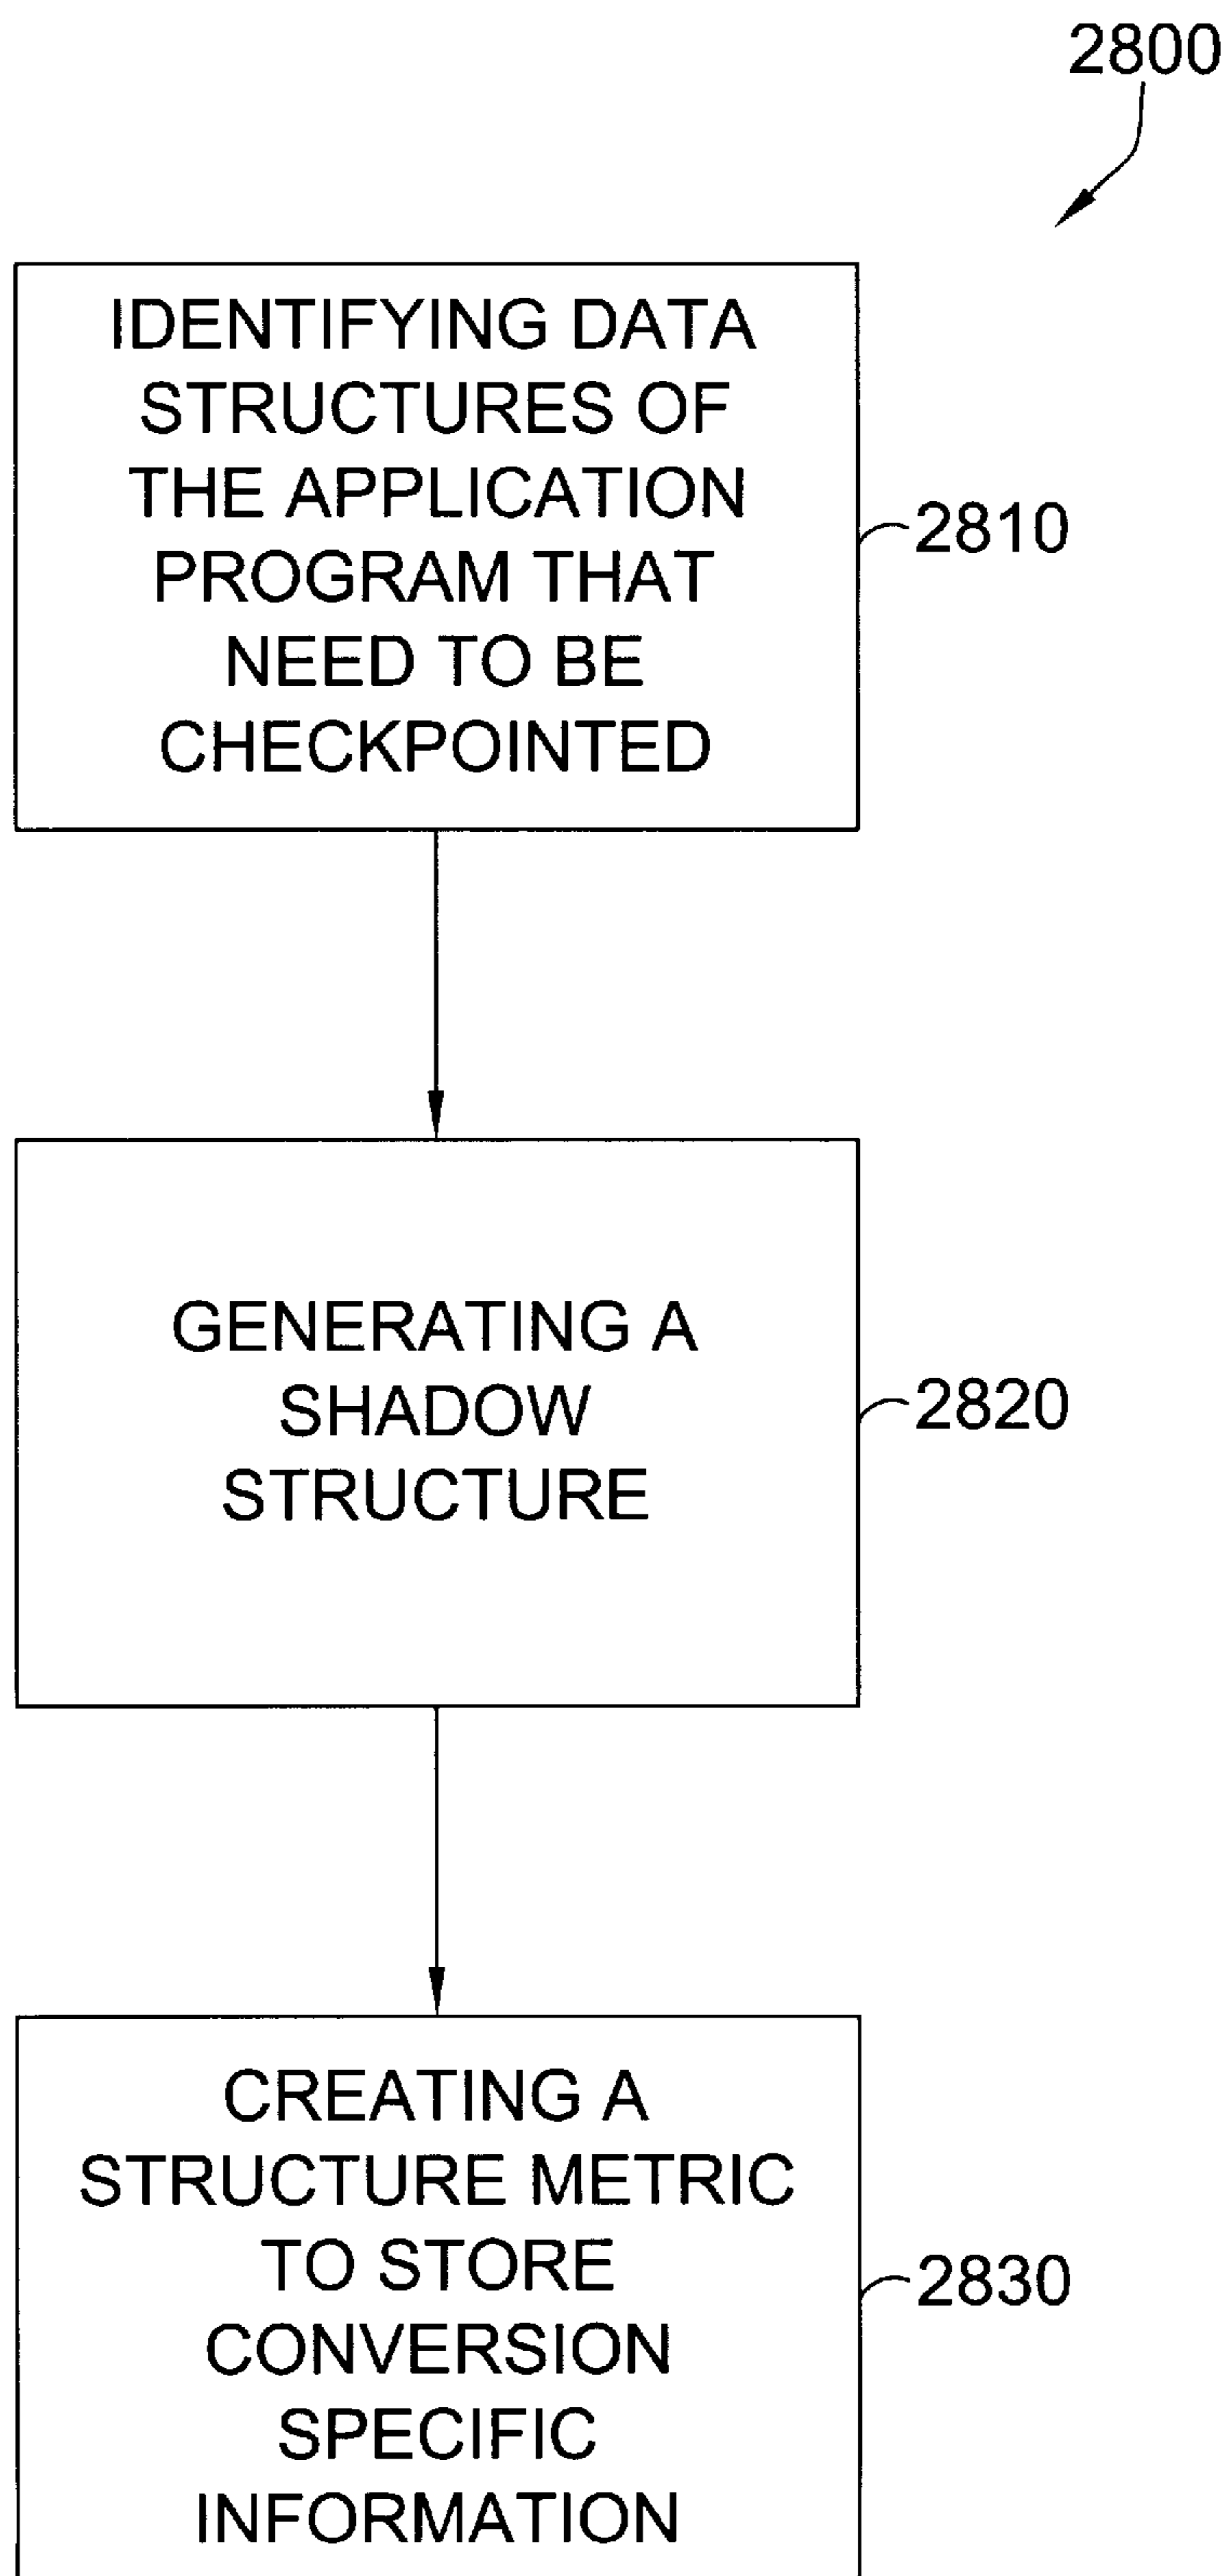 2800
IDENTIFYING DATA
STRUCTURES OF
THE APPLICATION
PROGRAM THAT
NEED TO BE
CHECKPOINTED
2810
GENERATING A
SHADOW
STRUCTURE
2820
CREATING A
STRUCTURE METRIC
TO STORE
CONVERSION
SPECIFIC
INFORMATION
2830